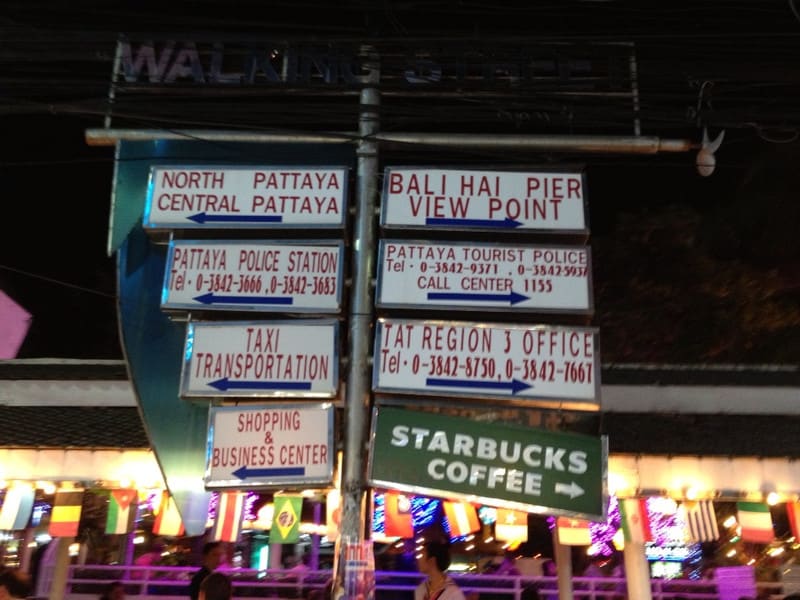 WALKING STREET
NORTH PATTAYA
CENTRAL PATTAYA
PATTAYA POLICE STATION
Tel · 0-3842-3666 , 0-3842-3683
TAXI
TRANSPORTATION
SHOPPING
&
BUSINESS CENTER
BALI HAI PIER
VIEW POINT
PATTAYA TOURIST POLICE
Tel · 0-3842-9371 , 0-3842-5937
CALL CENTER 1155
TAT REGION 3 OFFICE
Tel · 0-3842-8750, 0-3842-7667
STARBUCKS
COFFEE